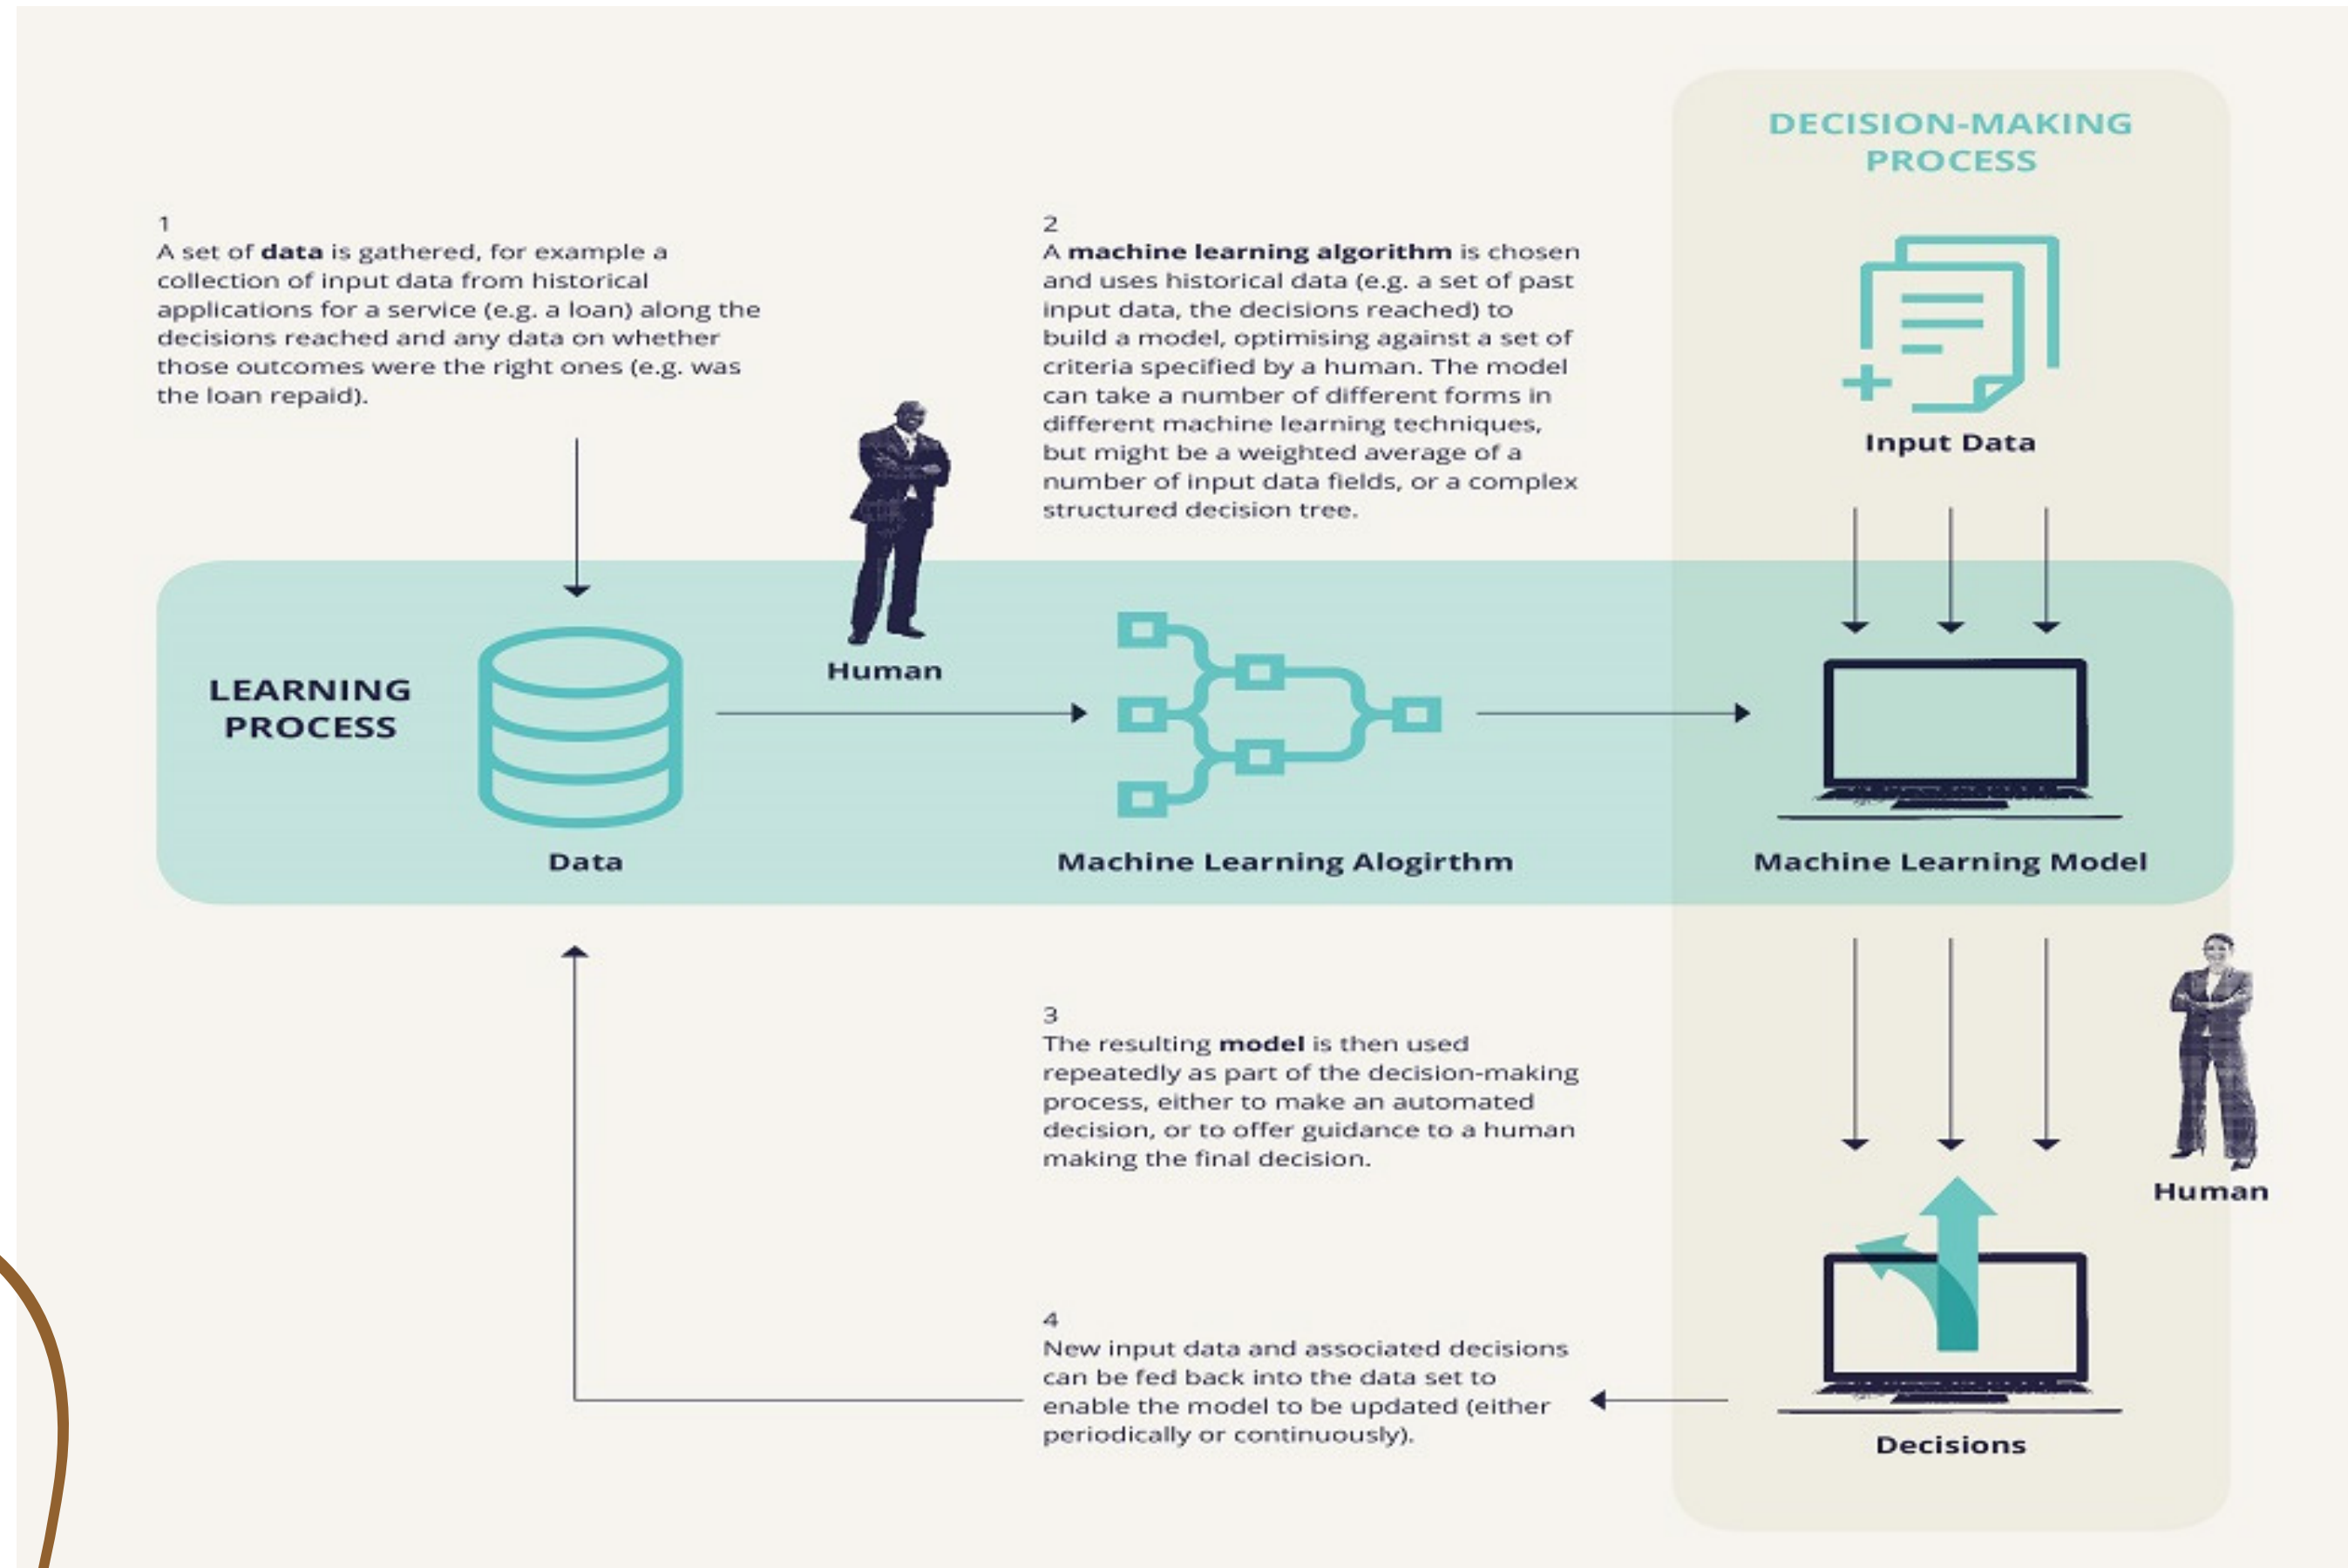 DECISION-MAKING
PROCESS
1
A set of data is gathered, for example a
collection of input data from historical
applications for a service (e.g. a loan) along the
decisions reached and any data on whether
those outcomes were the right ones (e.g. was
the loan repaid).
2
A machine learning algorithm is chosen
and uses historical data (e.g. a set of past
input data, the decisions reached) to
build a model, optimising against a set of
criteria specified by a human. The model
can take a number of different forms in
different machine learning techniques,
but might be a weighted average of a
number of input data fields, or a complex
structured decision tree.
Input Data
Human
LEARNING
PROCESS
Data
Machine Learning Alogirthm
Machine Learning Model
3
The resulting model is then used
repeatedly as part of the decision-making
process, either to make an automated
decision, or to offer guidance to a human
making the final decision.
Human
4
New input data and associated decisions
can be fed back into the data set to
enable the model to be updated (either
periodically or continuously).
Decisions